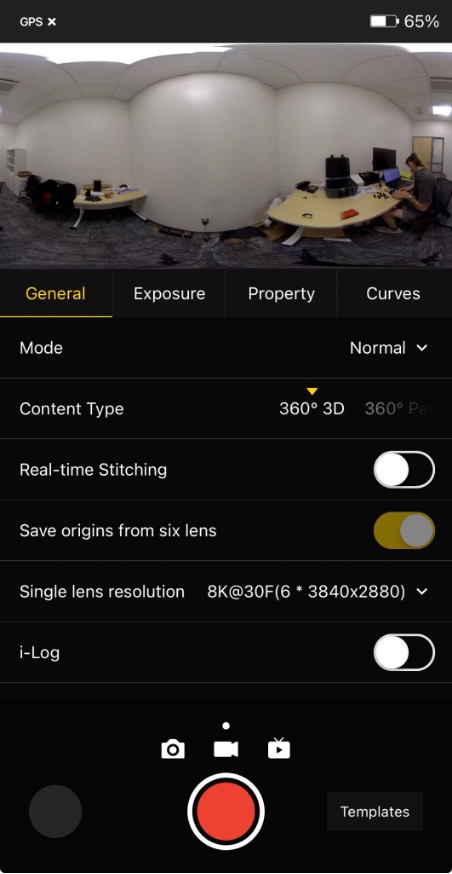 GPS ×
65%
General
Exposure
Property
Curves
Mode
Normal
Content Type
360° 3D
360°
Real-time Stitching
Save origins from six lens
Single lens resolution
8K@30F(6 * 3840x2880)
i-Log
Templates